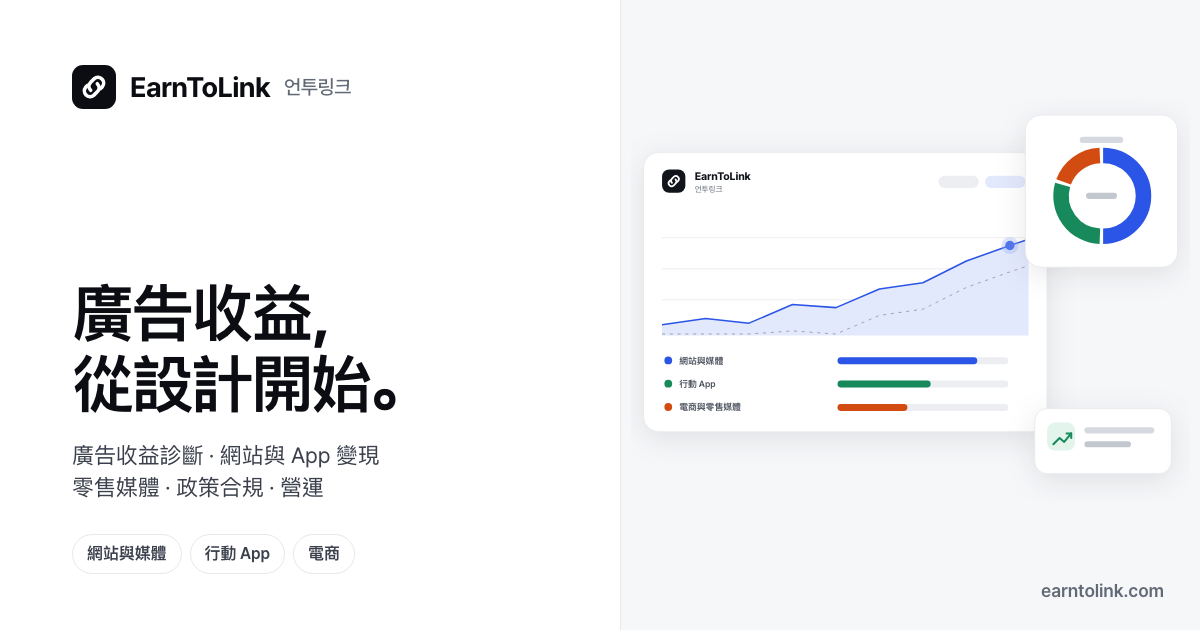 EarnToLink 언투링크
廣告收益,
從設計開始。
廣告收益診斷 · 網站與 App 變現
零售媒體 · 政策合規 · 營運
網站與媒體 行動 App 電商
EarnToLink
언투링크
網站與媒體
行動 App
電商與零售媒體
earntolink.com